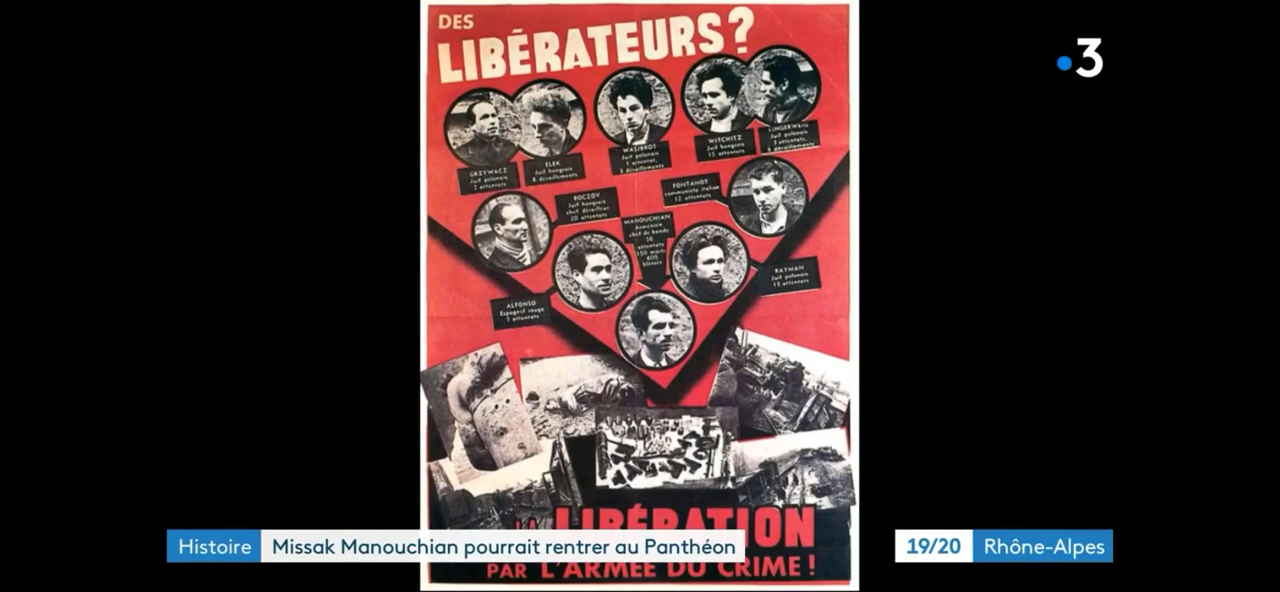 DES
LIBÉRATEURS?
GRZYWACZ
Juif polonais
2 attentats
ELEK
Juif hongrois
8 déraillements
WASJBROT
Juif polonais
1 attentat,
3 déraillements
WITCHITZ
Juif hongrois
15 attentats
FINGERWEIG
Juif polonais
3 attentats,
5 déraillements
BOCZOV
Juif hongrois
chef dérailleur
20 attentats
FONTANOT
communiste italien
12 attentats
MANOUCHIAN
Arménien
chef de bande
56
attentats
150 morts
600
blessés
RAYMAN
Juif polonais
13 attentats
ALFONSO
Espagnol rouge
7 attentats
LA LIBÉRATION
PAR L'ARMÉE DU CRIME!
3
Histoire
Missak Manouchian pourrait rentrer au Panthéon
19/20
Rhône-Alpes